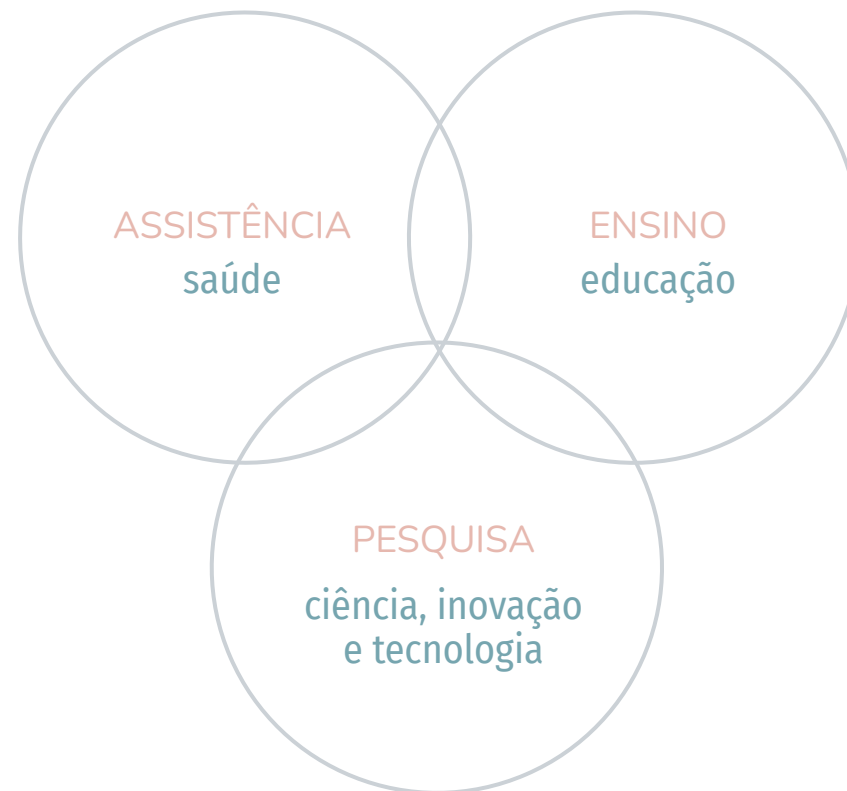 ASSISTÊNCIA
saúde
ENSINO
educação
PESQUISA
ciência, inovação
e tecnologia